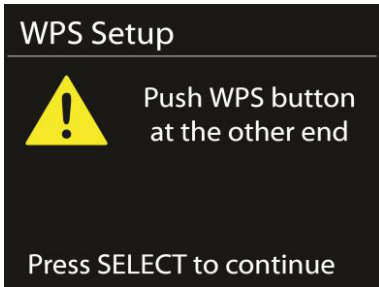 WPS Setup
Push WPS button
at the other end
Press SELECT to continue